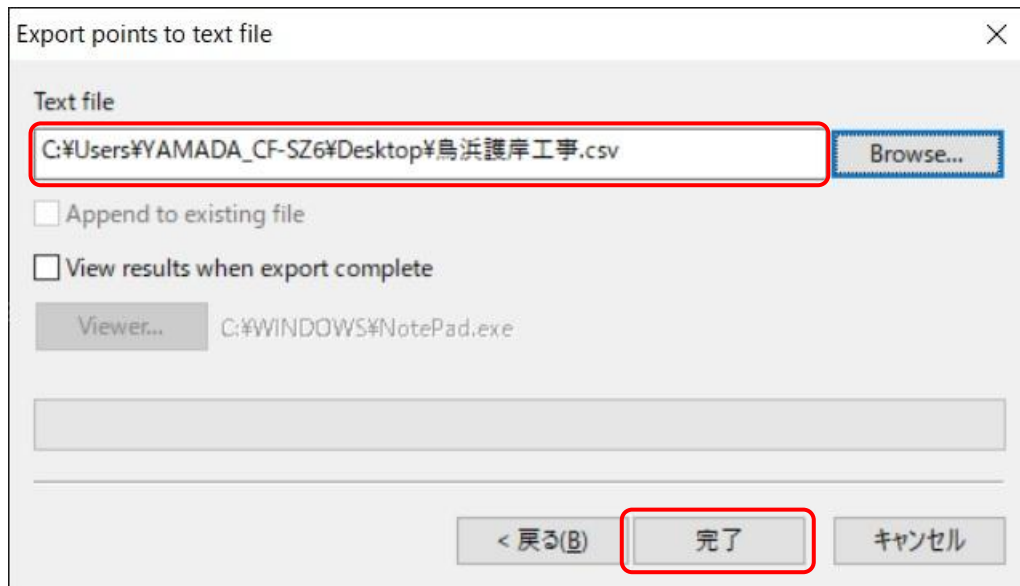 Export points to text file
Text file
C:¥Users¥YAMADA_CF-SZ6¥Desktop¥鳥浜護岸工事.csv
Browse...
Append to existing file
View results when export complete
Viewer...
C:¥WINDOWS¥NotePad.exe
< 戻る(B)
完了
キャンセル